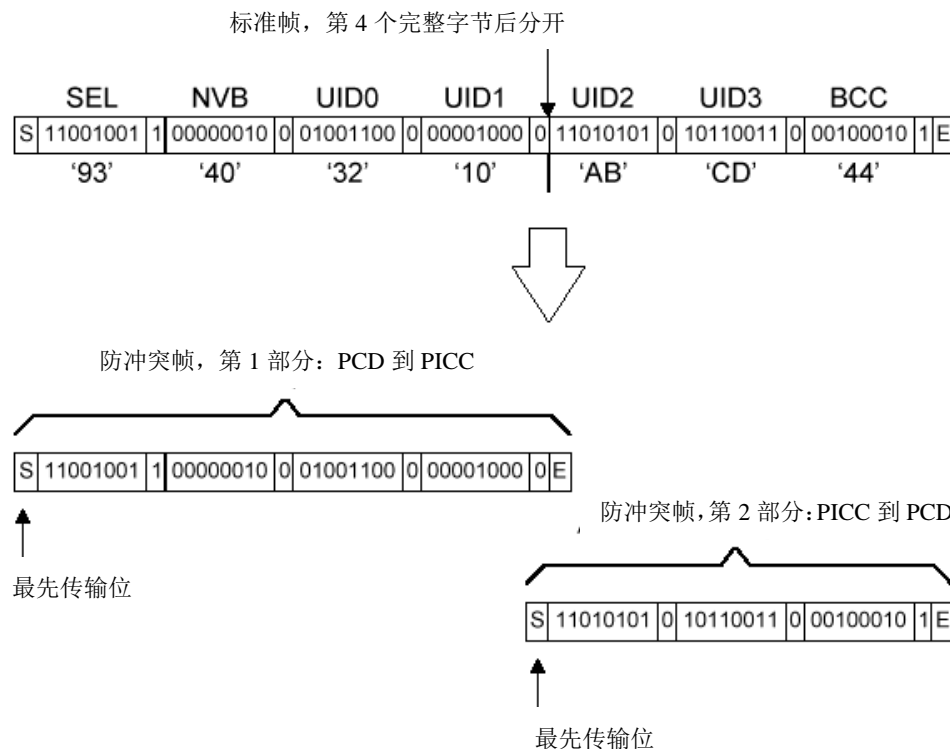 标准帧，第 4 个完整字节后分开
SEL NVB UID0 UID1 UID2 UID3 BCC
S 11001001 1 00000010 0 01001100 0 00001000 0 11010101 0 10110011 0 00100010 1 E
‘93’ ‘40’ ‘32’ ‘10’ ‘AB’ ‘CD’ ‘44’
防冲突帧，第 1 部分：PCD 到 PICC
S 11001001 1 00000010 0 01001100 0 00001000 0 E
最先传输位
防冲突帧，第 2 部分：PICC 到 PCD
S 11010101 0 10110011 0 00100010 1 E
最先传输位